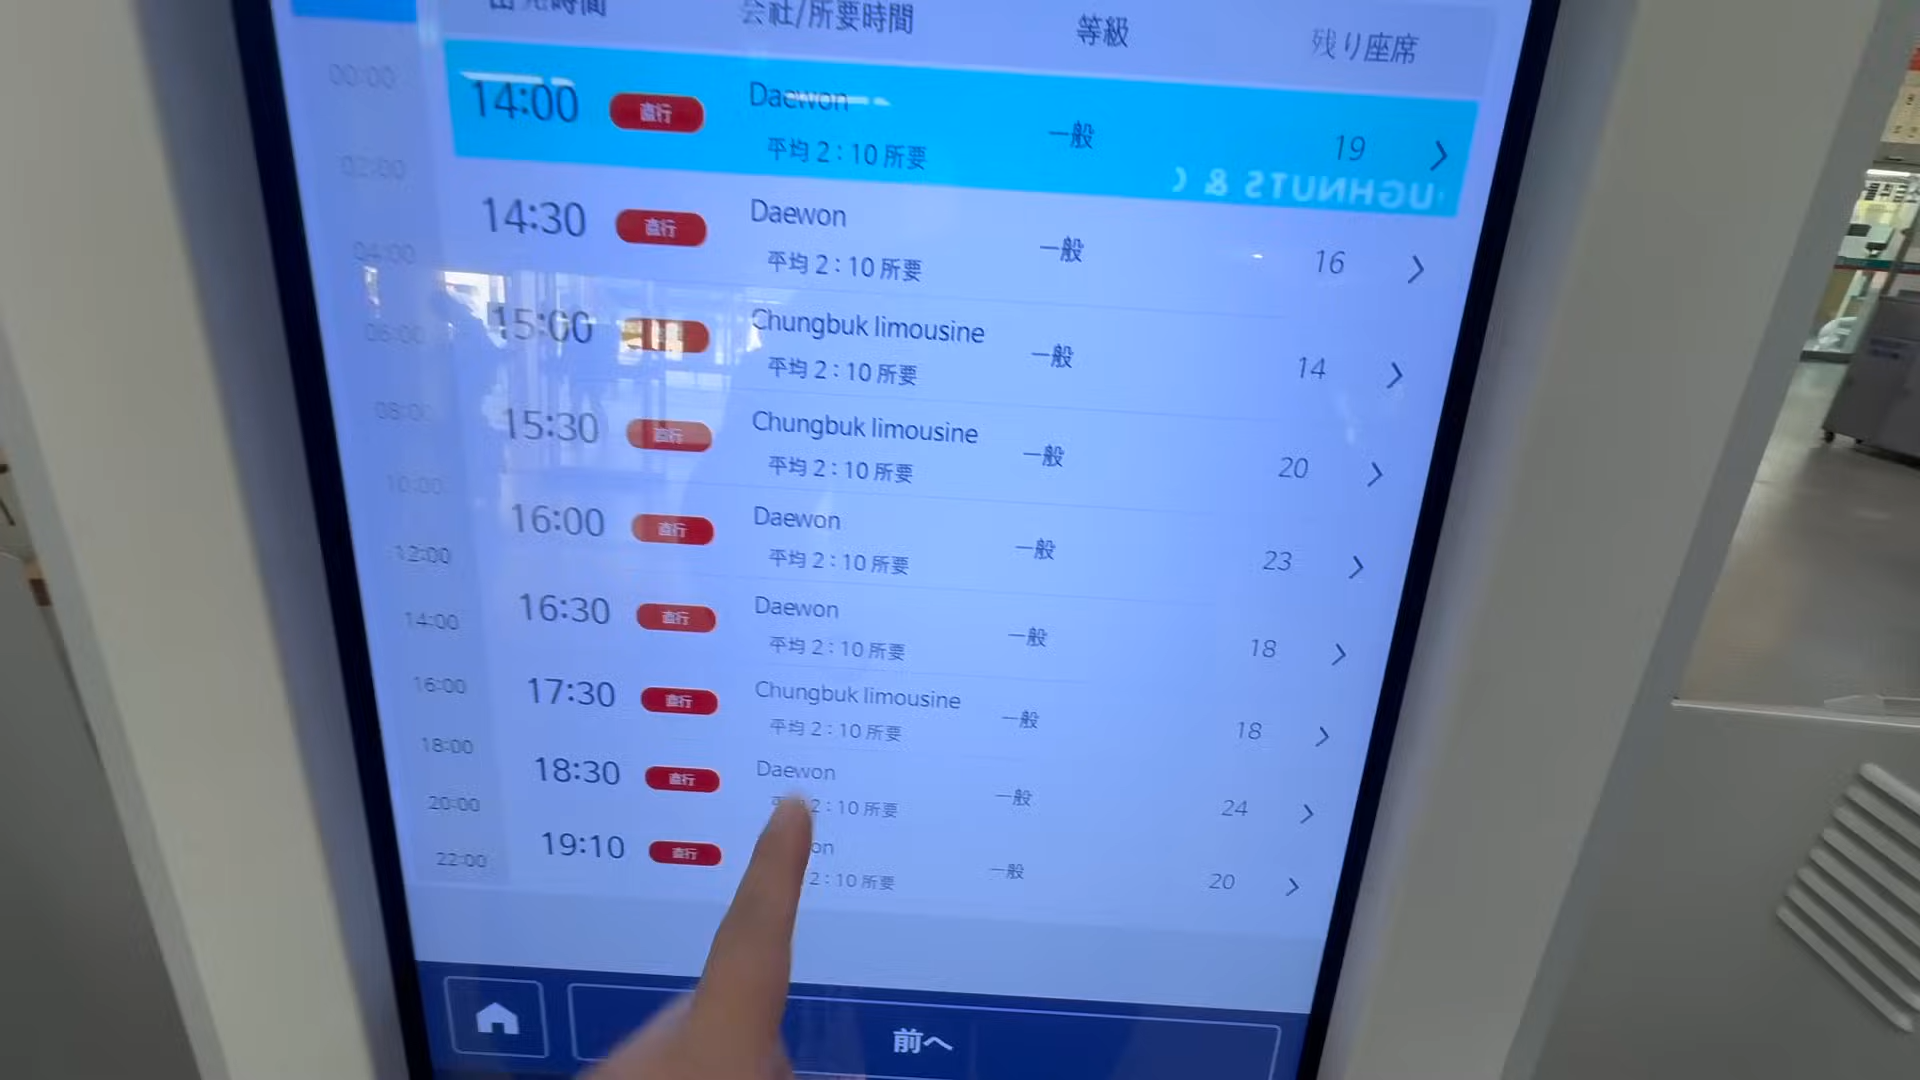 出発時間 会社/所要時間 等級 残り座席
00:00
02:00
04:00
06:00
08:00
10:00
12:00
14:00
16:00
18:00
20:00
22:00
14:00 直行 Daewon 一般 19
平均 2:10 所要
UGHNUTS &
14:30 直行 Daewon 一般 16
平均 2:10 所要
15:00 Chungbuk limousine 一般 14
平均 2:10 所要
15:30 直行 Chungbuk limousine 一般 20
平均 2:10 所要
16:00 直行 Daewon 一般 23
平均 2:10 所要
16:30 直行 Daewon 一般 18
平均 2:10 所要
17:30 直行 Chungbuk limousine 一般 18
平均 2:10 所要
18:30 直行 Daewon 一般 24
2:10 所要
19:10 直行 on 一般 20
2:10 所要
前へ